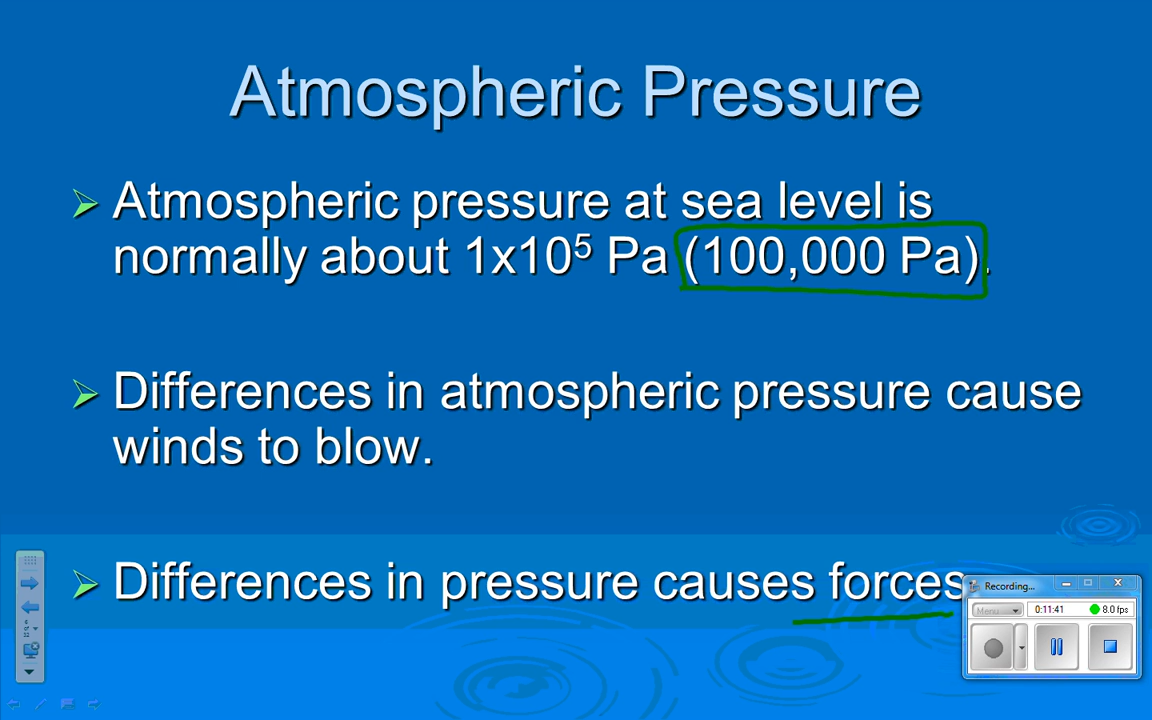 Atmospheric Pressure
Atmospheric pressure at sea level is
normally about 1x10⁵ Pa (100,000 Pa).
Differences in atmospheric pressure cause
winds to blow.
Differences in pressure causes forces
Recording...
Menu
0:11:41
8.0 fps